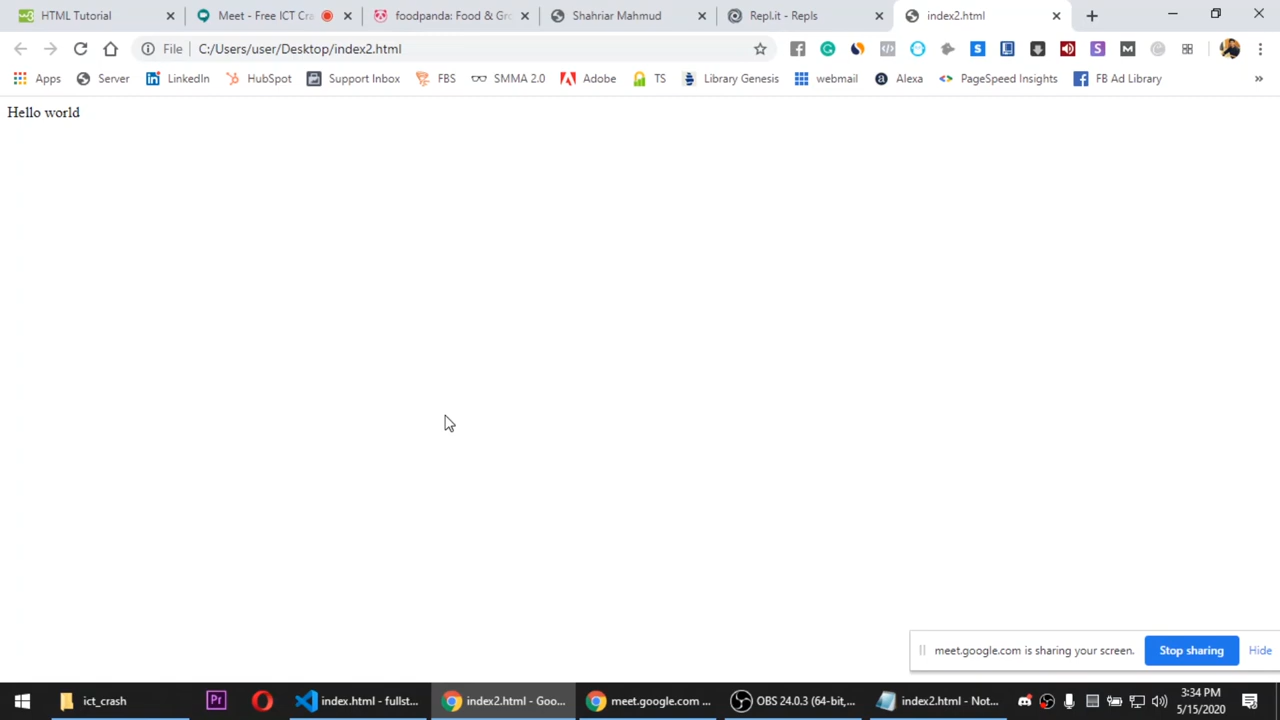 HTML Tutorial
Meet - Free ICT Cra
foodpanda: Food & Gro
Shahriar Mahmud
Repl.it - Repls
index2.html
File C:/Users/user/Desktop/index2.html
Apps Server LinkedIn HubSpot Support Inbox FBS SMMA 2.0 Adobe TS Library Genesis webmail Alexa PageSpeed Insights FB Ad Library »
Hello world
meet.google.com is sharing your screen. Stop sharing Hide
ict_crash
index.html - fullst...
index2.html - Goo...
meet.google.com ...
OBS 24.0.3 (64-bit,...
index2.html - Not...
3:34 PM
5/15/2020